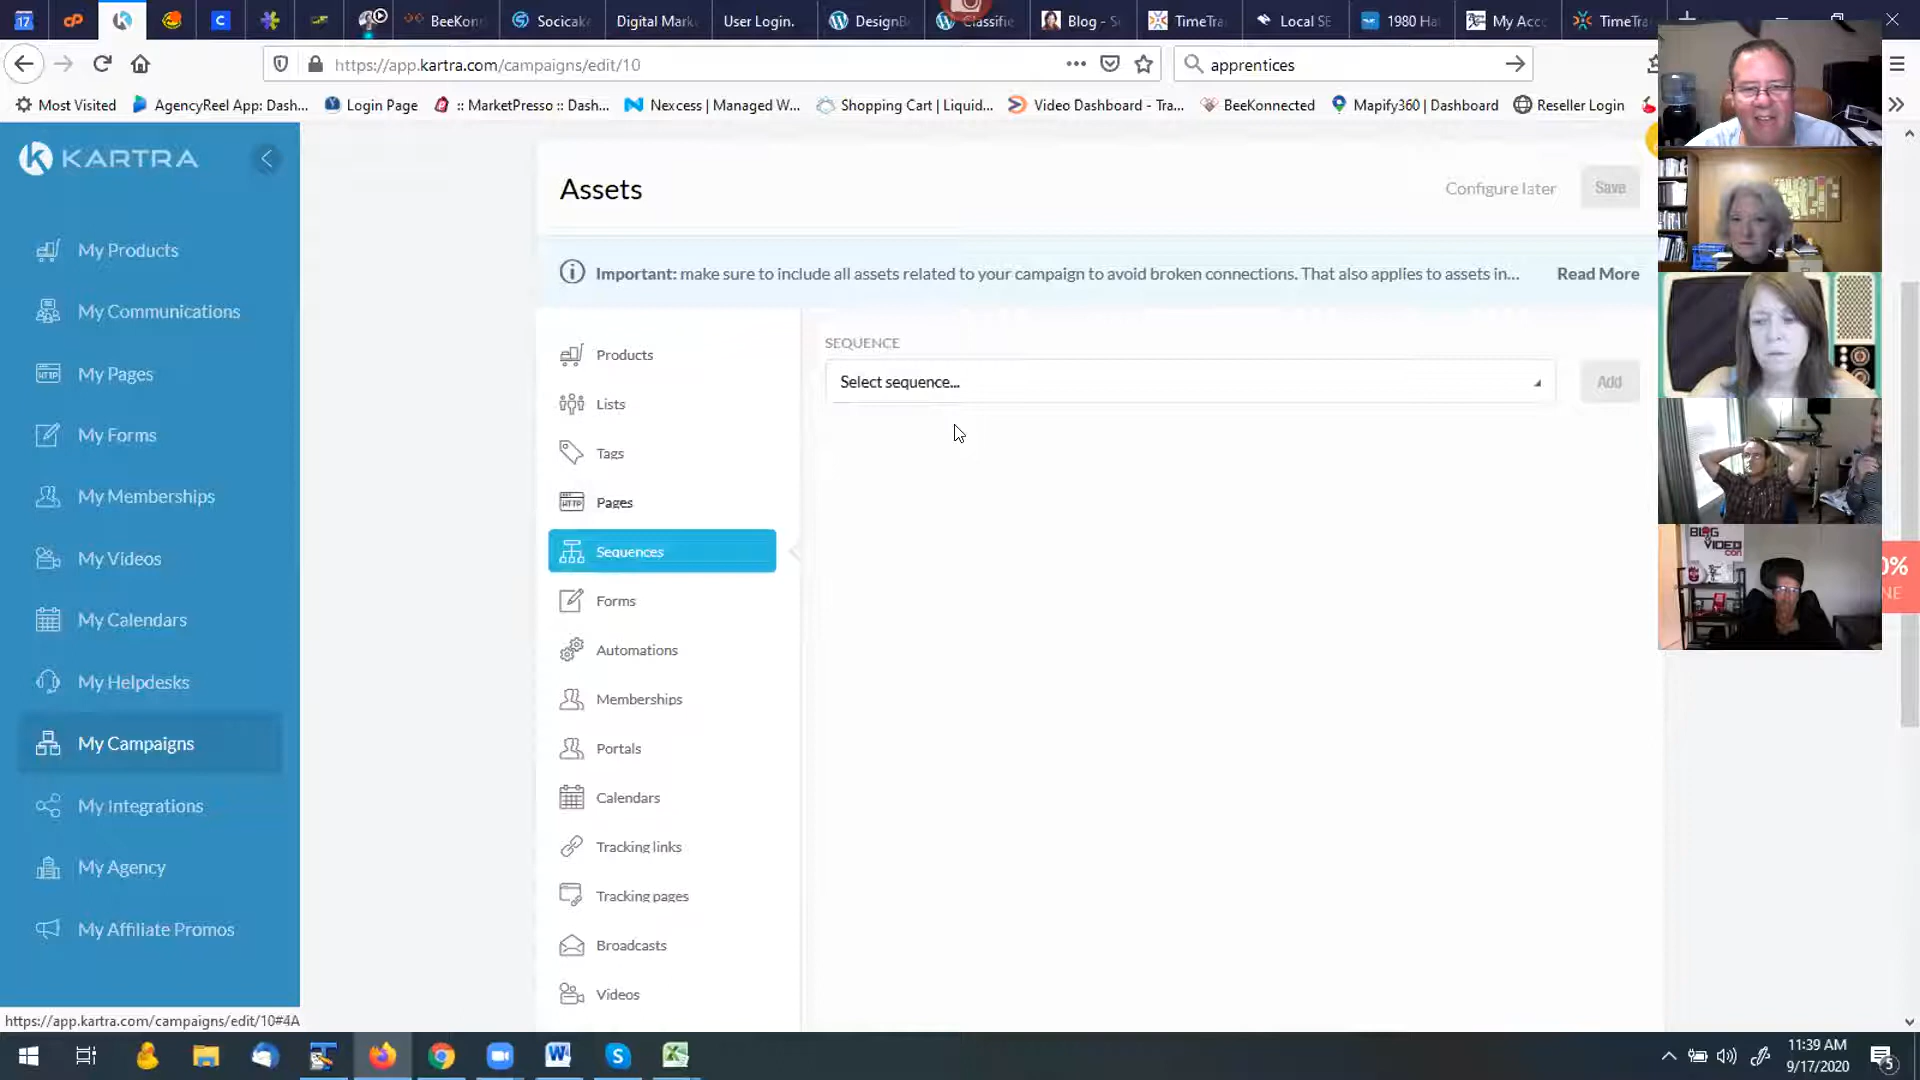 BeeKon
Socicak
Digital Mark
User Login.
DesignB
Classifie
Blog - S
TimeTra
Local SE
1980 Ha
My Acc
TimeTra
https://app.kartra.com/campaigns/edit/10
apprentices
Most Visited
AgencyReel App: Dash...
Login Page
:: MarketPresso :: Dash...
Nexcess | Managed W...
Shopping Cart | Liquid...
Video Dashboard - Tra...
BeeKonnected
Mapify360 | Dashboard
Reseller Login
KARTRA
My Products
My Communications
My Pages
My Forms
My Memberships
My Videos
My Calendars
My Helpdesks
My Campaigns
My Integrations
My Agency
My Affiliate Promos
Assets
Configure later
Save
Important: make sure to include all assets related to your campaign to avoid broken connections. That also applies to assets in...
Read More
Products
Lists
Tags
Pages
Sequences
Forms
Automations
Memberships
Portals
Calendars
Tracking links
Tracking pages
Broadcasts
Videos
SEQUENCE
Select sequence...
Add
BLOG
VIDEO
CON
0%
NE
https://app.kartra.com/campaigns/edit/10#4A
11:39 AM
9/17/2020
5